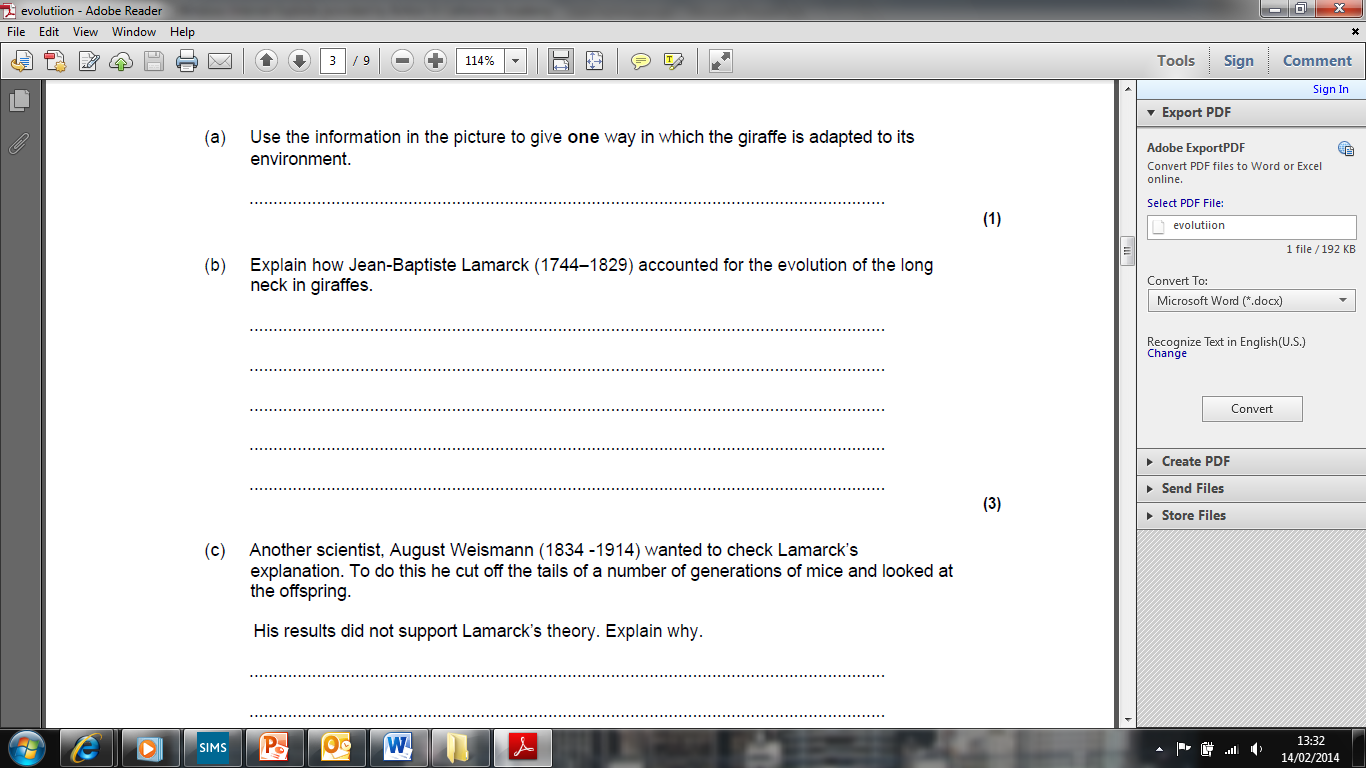 evolutiion - Adobe Reader
File Edit View Window Help
3 / 9 114% Tools Sign Comment
Sign In
(a) Use the information in the picture to give one way in which the giraffe is adapted to its
environment.
(1)
(b) Explain how Jean-Baptiste Lamarck (1744–1829) accounted for the evolution of the long
neck in giraffes.
(3)
(c) Another scientist, August Weismann (1834 -1914) wanted to check Lamarck's
explanation. To do this he cut off the tails of a number of generations of mice and looked at
the offspring.
His results did not support Lamarck's theory. Explain why.
Export PDF
Adobe ExportPDF
Convert PDF files to Word or Excel
online.
Select PDF File:
evolutiion
1 file / 192 KB
Convert To:
Microsoft Word (*.docx)
Recognize Text in English(U.S.)
Change
Convert
Create PDF
Send Files
Store Files
SIMS
13:32
14/02/2014